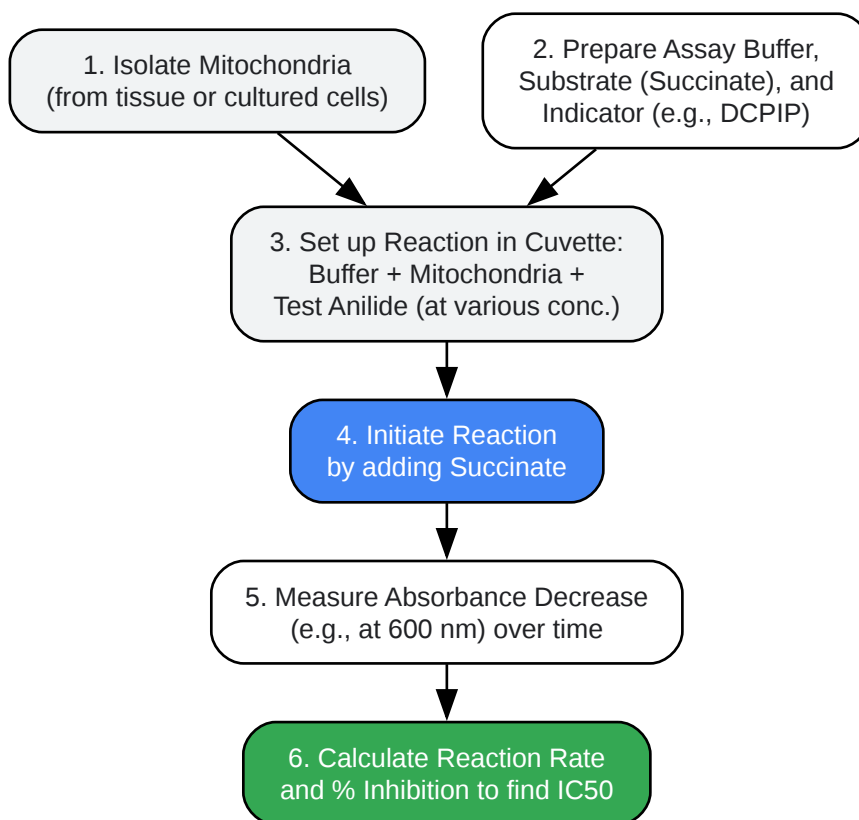 1. Isolate Mitochondria
(from tissue or cultured cells)
2. Prepare Assay Buffer,
Substrate (Succinate), and
Indicator (e.g., DCPIP)
3. Set up Reaction in Cuvette:
Buffer + Mitochondria +
Test Anilide (at various conc.)
4. Initiate Reaction
by adding Succinate
5. Measure Absorbance Decrease
(e.g., at 600 nm) over time
6. Calculate Reaction Rate
and % Inhibition to find IC50